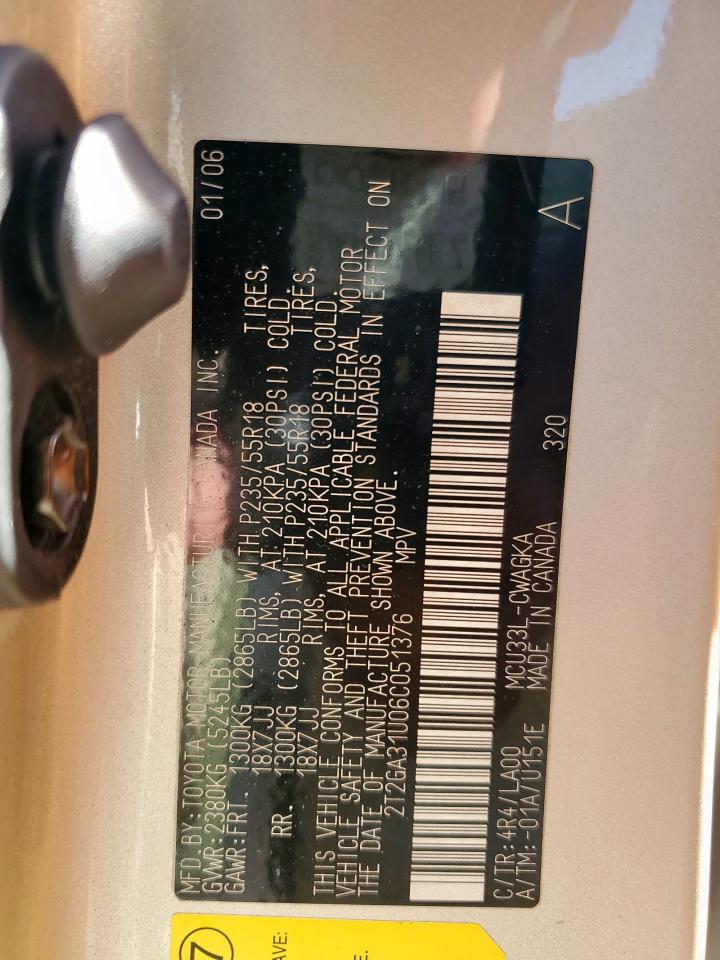 MFD.BY:TOYOTA MOTOR MANUFACTURING CANADA INC. 01/06
GVWR:2380KG (5245LB)
GAWR:FRT. 1300KG (2865LB) WITH P235/55R18 TIRES,
18X7JJ RIMS, AT 210KPA (30PSI) COLD.
RR. 1300KG (2865LB) WITH P235/55R18 TIRES,
18X7JJ RIMS, AT 210KPA (30PSI) COLD.
THIS VEHICLE CONFORMS TO ALL APPLICABLE FEDERAL MOTOR
VEHICLE SAFETY AND THEFT PREVENTION STANDARDS IN EFFECT ON
THE DATE OF MANUFACTURE SHOWN ABOVE.
2T2GA31U06C051376 MPV
C/TR:4R4/LA00 MCU33L-CWAGKA
A/TM:-01A/U151E MADE IN CANADA 320 A
7
AVE:
E.